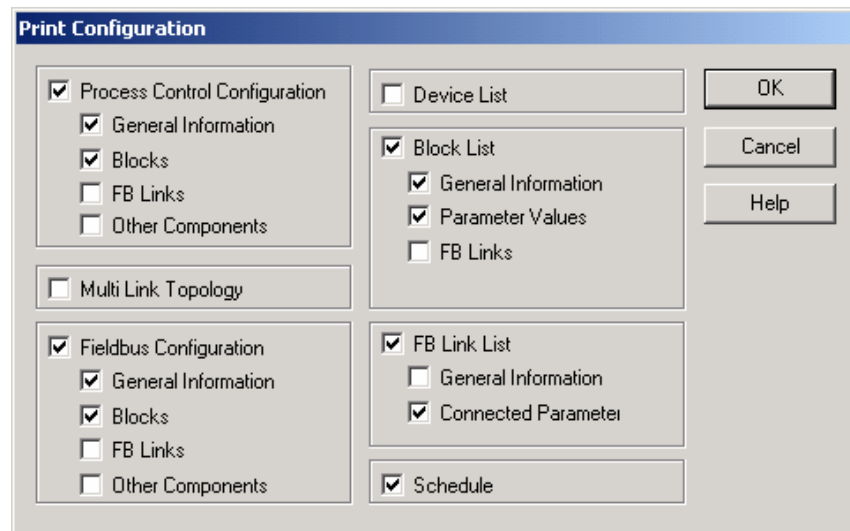 Print Configuration
Process Control Configuration
General Information
Blocks
FB Links
Other Components
Multi Link Topology
Fieldbus Configuration
General Information
Blocks
FB Links
Other Components
Device List
Block List
General Information
Parameter Values
FB Links
FB Link List
General Information
Connected Parameter
Schedule
OK
Cancel
Help